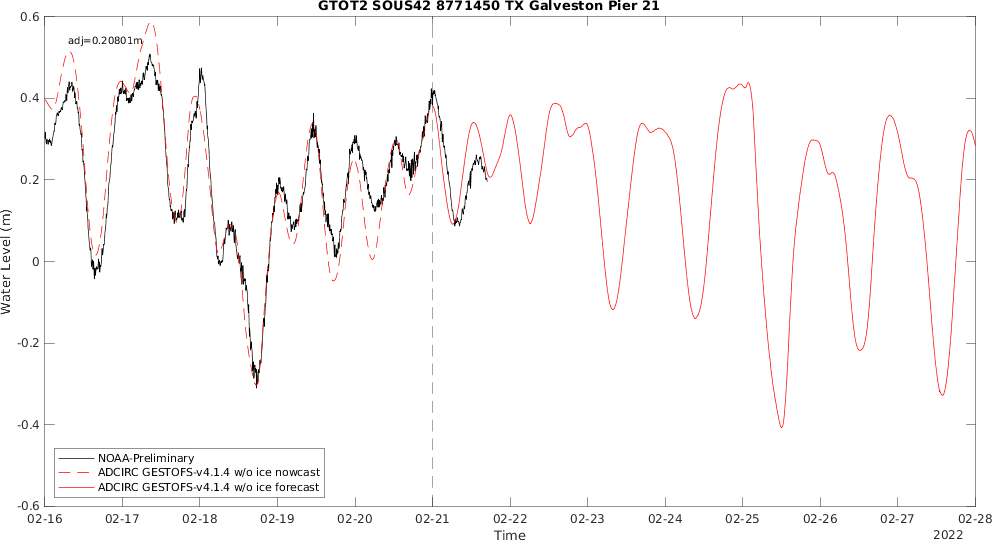 GTOT2 SOUS42 8771450 TX Galveston Pier 21
adj=0.20801m
Water Level (m)
0.6
0.4
0.2
0
-0.2
-0.4
-0.6
NOAA-Preliminary
ADCIRC GESTOFS-v4.1.4 w/o ice nowcast
ADCIRC GESTOFS-v4.1.4 w/o ice forecast
02-16 02-17 02-18 02-19 02-20 02-21 02-22 02-23 02-24 02-25 02-26 02-27 02-28
Time
2022